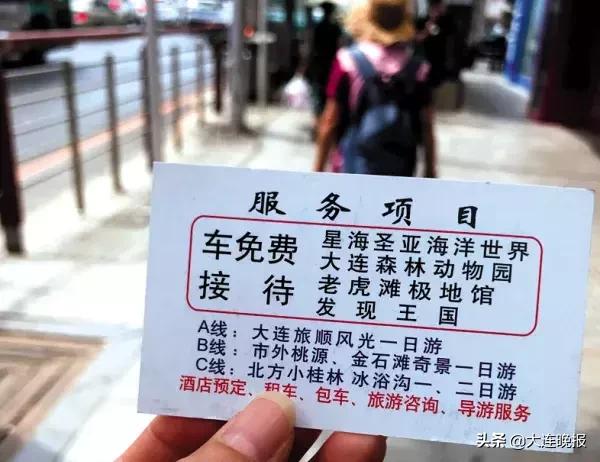 服务项目
车免费
接待
星海圣亚海洋世界
大连森林动物园
老虎滩极地馆
发现王国
A线：大连旅顺风光一日游
B线：市外桃源、金石滩奇景一日游
C线：北方小桂林 冰浴沟一、二日游
酒店预定、租车、包车、旅游咨询、导游服务
头条 @大连晚报